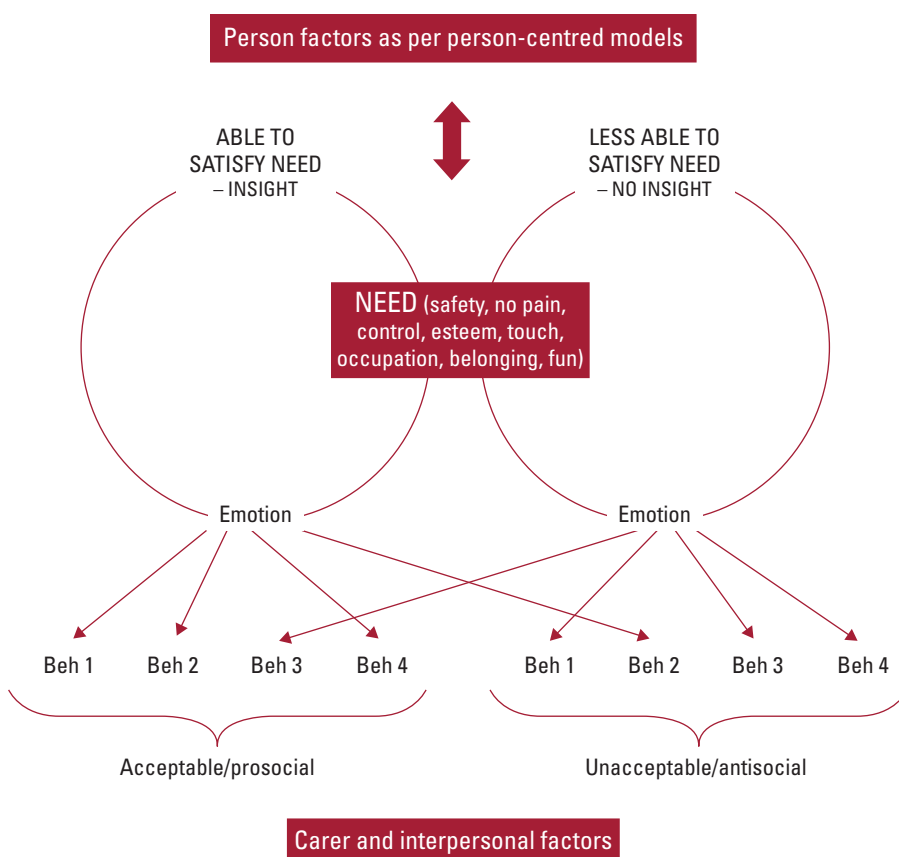 Person factors as per person-centred models
ABLE TO
SATISFY NEED
– INSIGHT
LESS ABLE TO
SATISFY NEED
– NO INSIGHT
NEED (safety, no pain,
control, esteem, touch,
occupation, belonging, fun)
Emotion
Emotion
Beh 1
Beh 2
Beh 3
Beh 4
Beh 1
Beh 2
Beh 3
Beh 4
Acceptable/prosocial
Unacceptable/antisocial
Carer and interpersonal factors